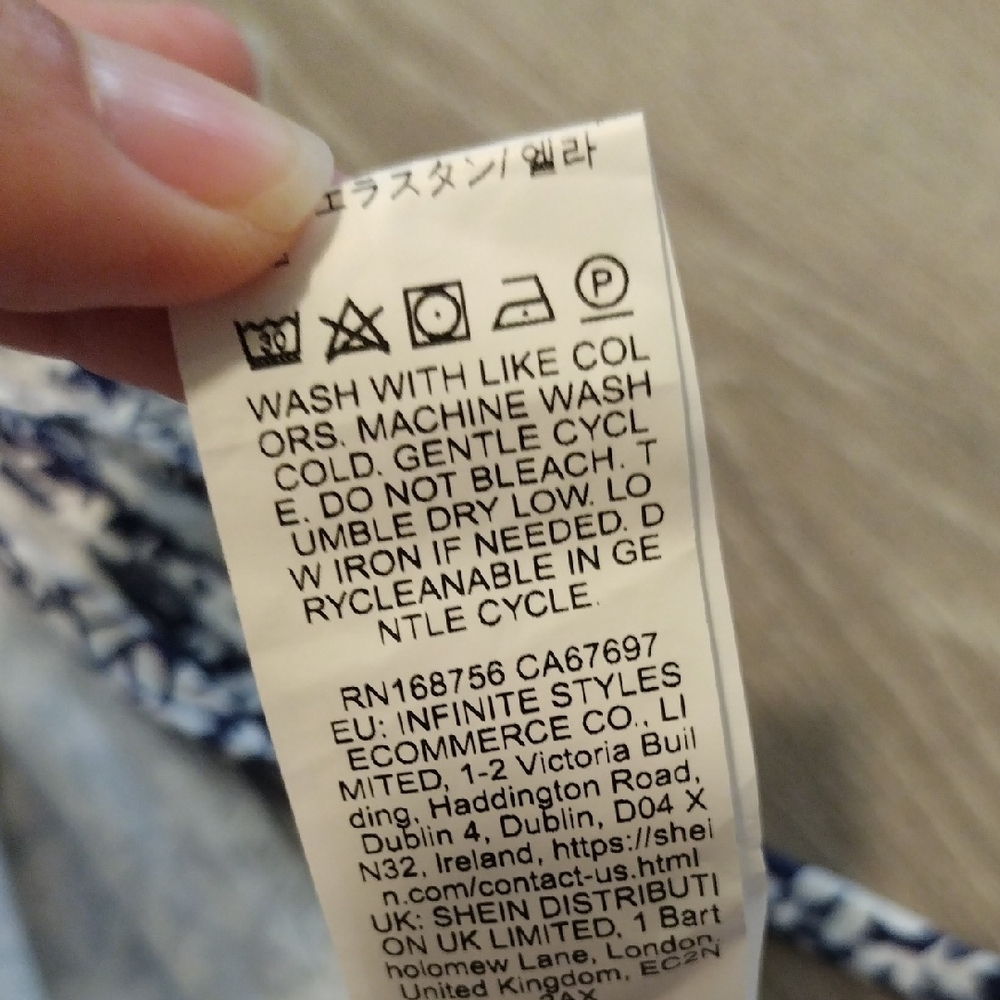 エラスタン/ 엘라
30
P
WASH WITH LIKE COL
ORS. MACHINE WASH
COLD. GENTLE CYCL
E. DO NOT BLEACH. T
UMBLE DRY LOW. LO
W IRON IF NEEDED. D
RYCLEANABLE IN GE
NTLE CYCLE.
RN168756 CA67697
EU: INFINITE STYLES
ECOMMERCE CO., LI
MITED, 1-2 Victoria Buil
ding, Haddington Road,
Dublin 4, Dublin, D04 X
N32, Ireland, https://shei
n.com/contact-us.html
UK: SHEIN DISTRIBUTI
ON UK LIMITED, 1 Bart
holomew Lane, London,
United Kingdom, EC2N
2AX